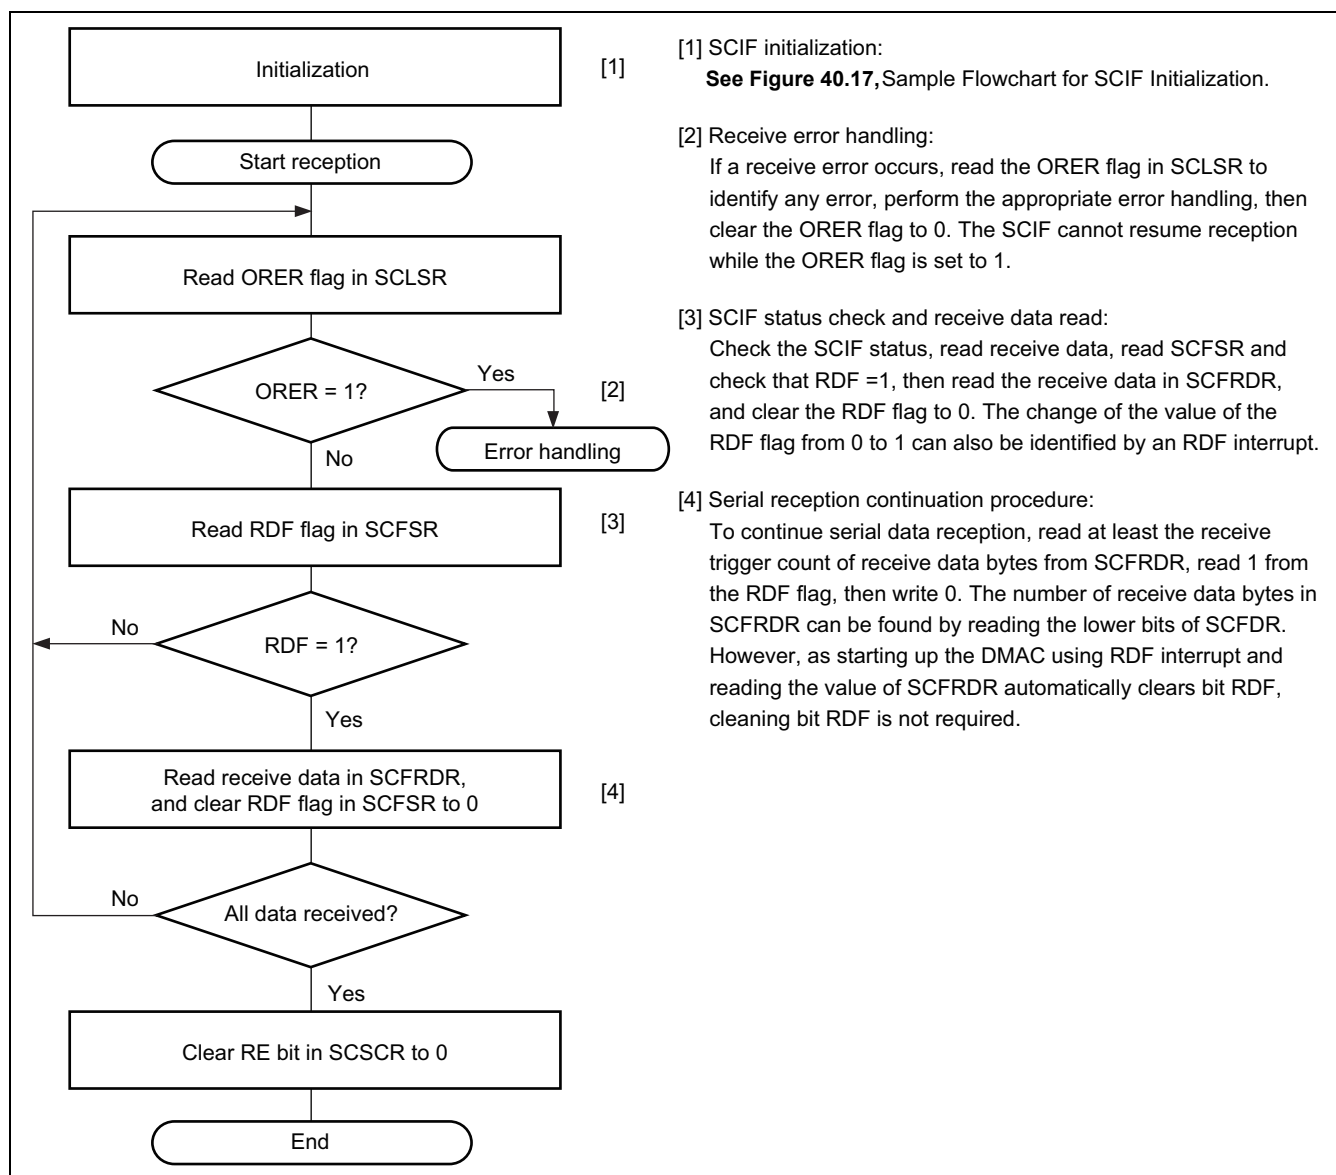 Initialization
[1]
Start reception
Read ORER flag in SCLSR
ORER = 1?
Yes
[2]
Error handling
No
Read RDF flag in SCFSR
[3]
No
RDF = 1?
Yes
Read receive data in SCFRDR,
and clear RDF flag in SCFSR to 0
[4]
No
All data received?
Yes
Clear RE bit in SCSCR to 0
End
[1] SCIF initialization:
See Figure 40.17, Sample Flowchart for SCIF Initialization.
[2] Receive error handling:
If a receive error occurs, read the ORER flag in SCLSR to
identify any error, perform the appropriate error handling, then
clear the ORER flag to 0. The SCIF cannot resume reception
while the ORER flag is set to 1.
[3] SCIF status check and receive data read:
Check the SCIF status, read receive data, read SCFSR and
check that RDF =1, then read the receive data in SCFRDR,
and clear the RDF flag to 0. The change of the value of the
RDF flag from 0 to 1 can also be identified by an RDF interrupt.
[4] Serial reception continuation procedure:
To continue serial data reception, read at least the receive
trigger count of receive data bytes from SCFRDR, read 1 from
the RDF flag, then write 0. The number of receive data bytes in
SCFRDR can be found by reading the lower bits of SCFDR.
However, as starting up the DMAC using RDF interrupt and
reading the value of SCFRDR automatically clears bit RDF,
cleaning bit RDF is not required.